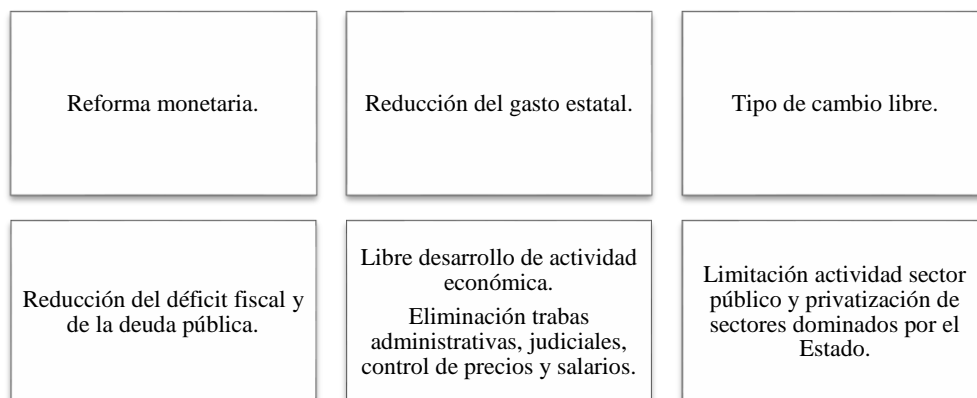 Reforma monetaria.
Reducción del gasto estatal.
Tipo de cambio libre.
Reducción del déficit fiscal y
de la deuda pública.
Libre desarrollo de actividad
económica.
Eliminación trabas
administrativas, judiciales,
control de precios y salarios.
Limitación actividad sector
público y privatización de
sectores dominados por el
Estado.